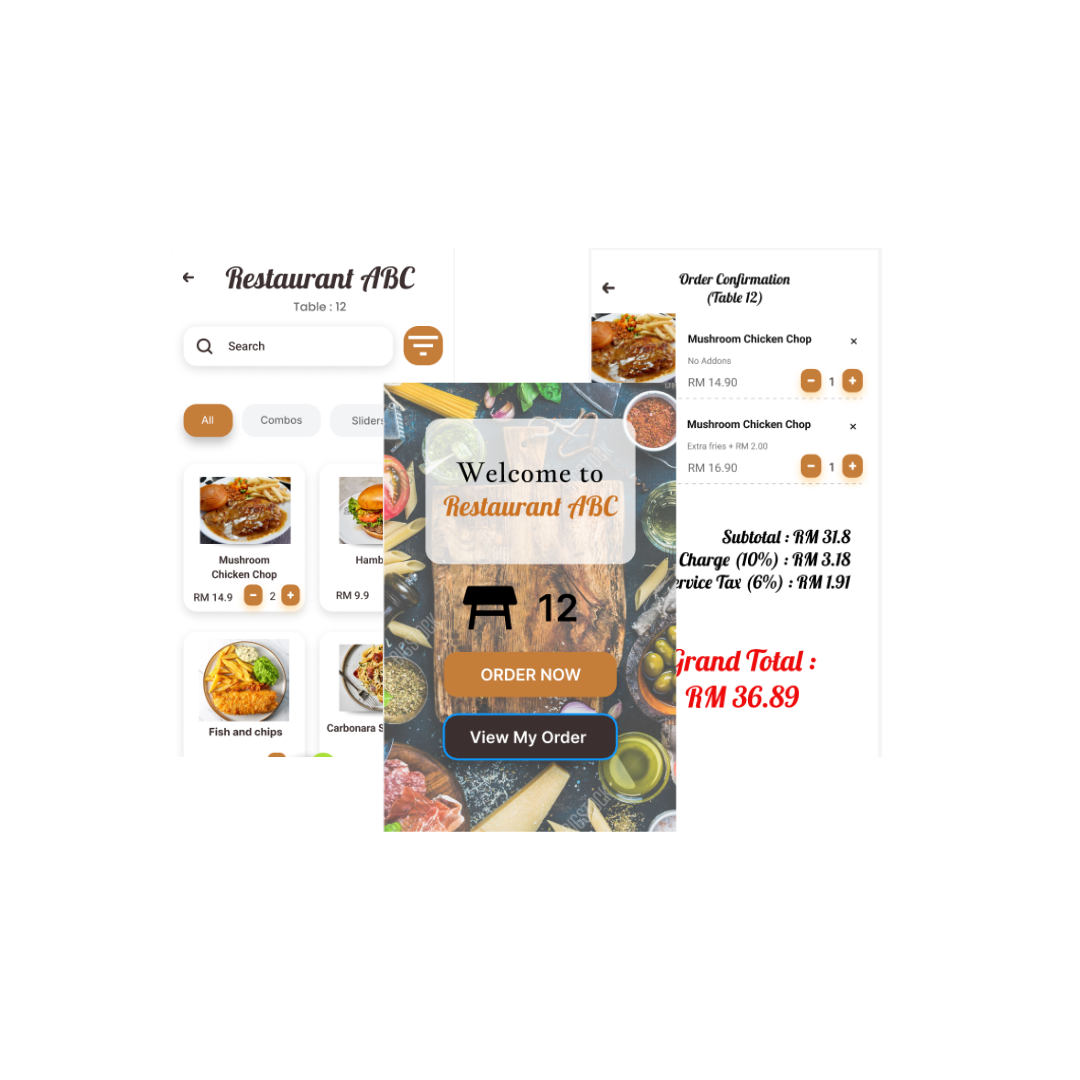 Restaurant ABC
Table : 12
Search
All
Combos
Sliders
Mushroom
Chicken Chop
RM 14.9
2
Hamb
RM 9.9
Fish and chips
Carbonara S
Welcome to
Restaurant ABC
12
ORDER NOW
View My Order
Order Confirmation
(Table 12)
Mushroom Chicken Chop
×
No Addons
RM 14.90
1
Mushroom Chicken Chop
×
Extra fries + RM 2.00
RM 16.90
1
Subtotal : RM 31.8
Charge (10%) : RM 3.18
ervice Tax (6%) : RM 1.91
Grand Total :
RM 36.89